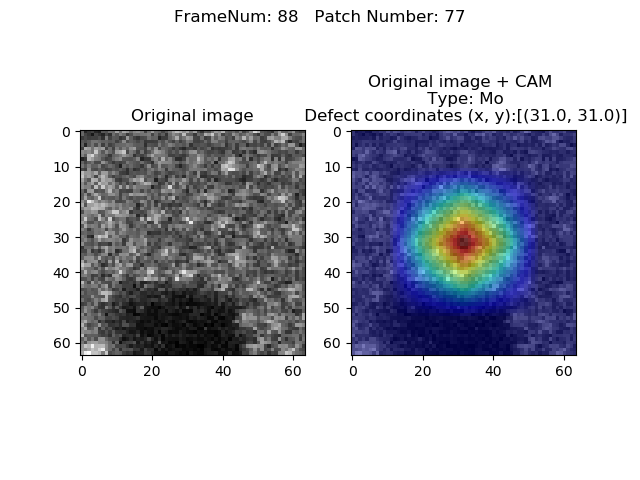 FrameNum: 88   Patch Number: 77
Original image
0
10
20
30
40
50
60
0 20 40 60
Original image + CAM
Type: Mo
Defect coordinates (x, y):[(31.0, 31.0)]
0
10
20
30
40
50
60
0 20 40 60